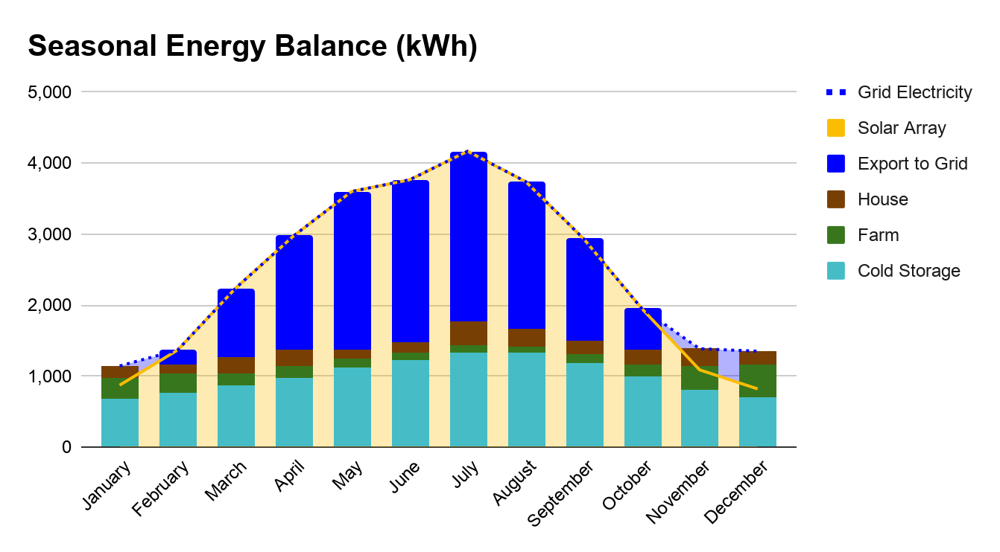 Seasonal Energy Balance (kWh)
5,000
4,000
3,000
2,000
1,000
0
January
February
March
April
May
June
July
August
September
October
November
December
Grid Electricity
Solar Array
Export to Grid
House
Farm
Cold Storage